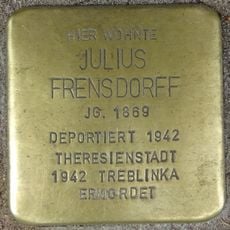 HIER WOHNTE
JULIUS
FRENSDORFF
JG. 1869
DEPORTIERT 1942
THERESIENSTADT
1942 TREBLINKA
ERMORDET